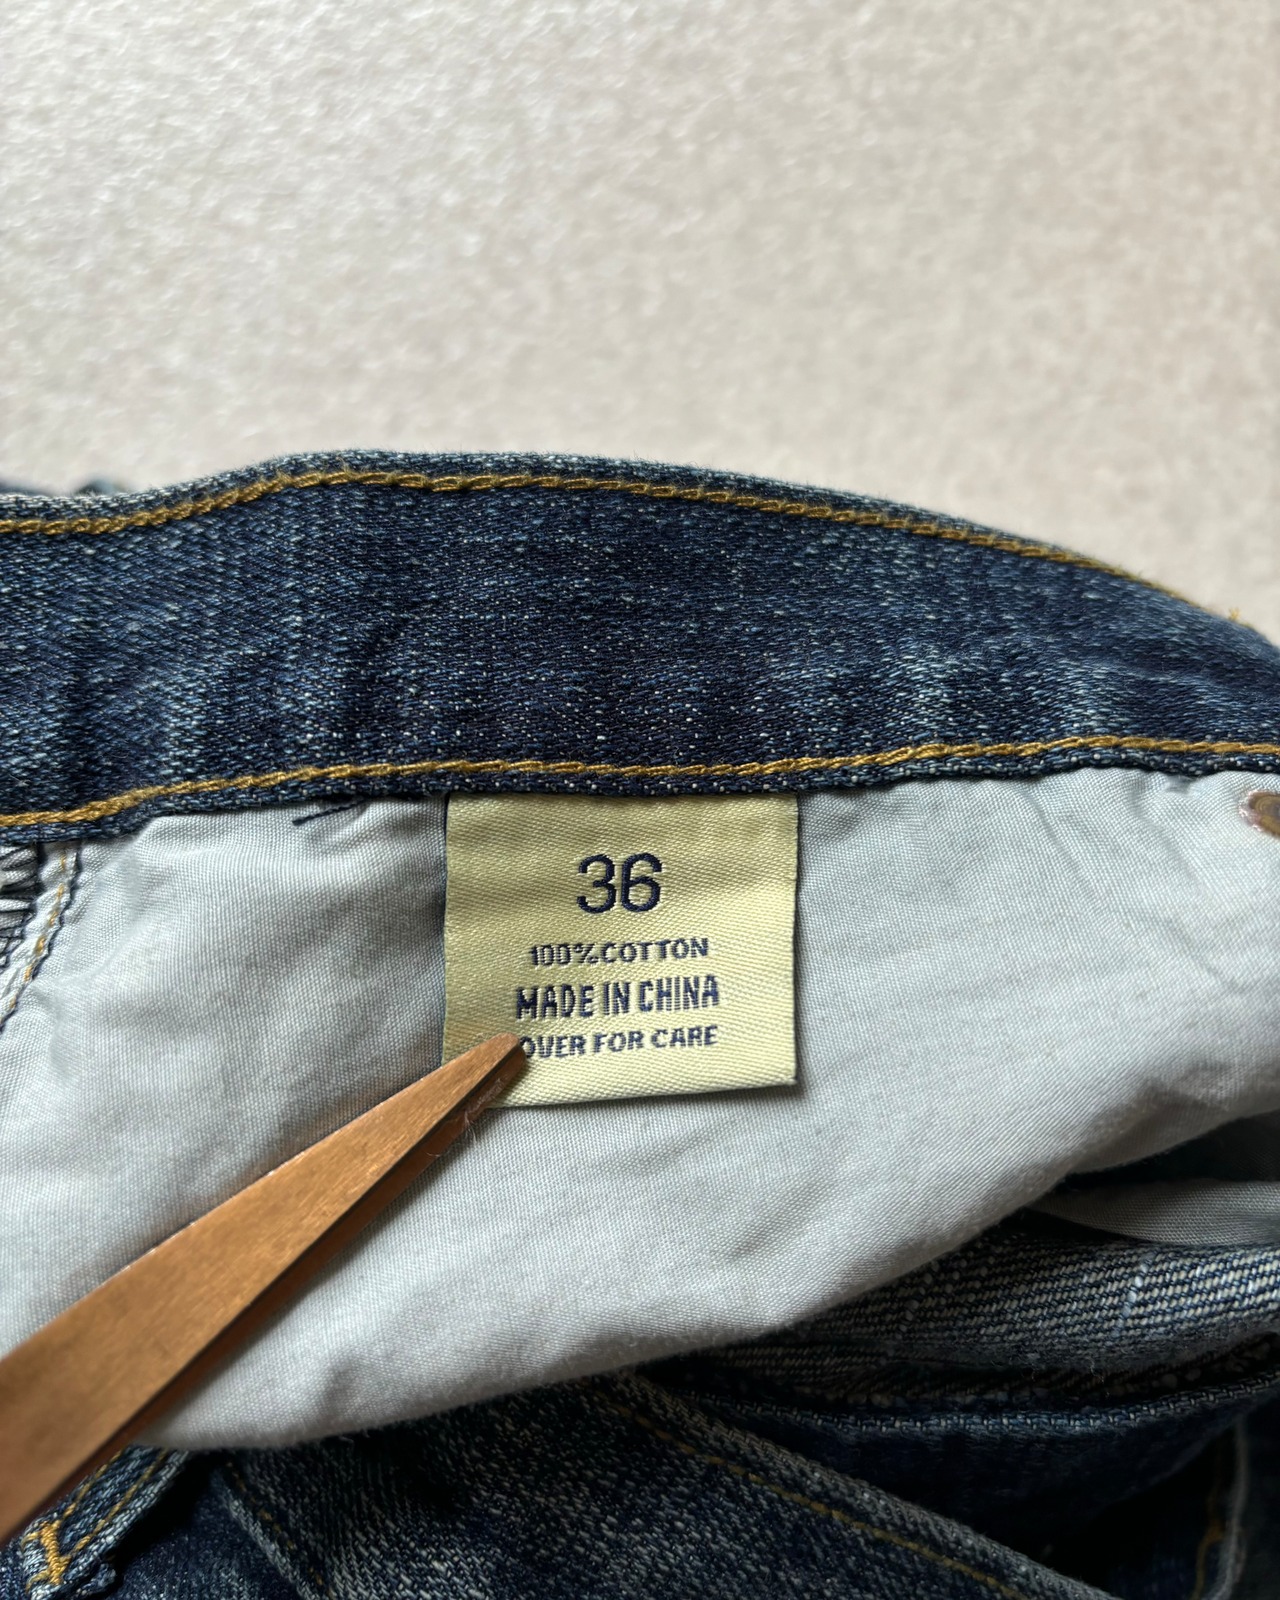 36
100%COTTON
MADE IN CHINA
OVER FOR CARE